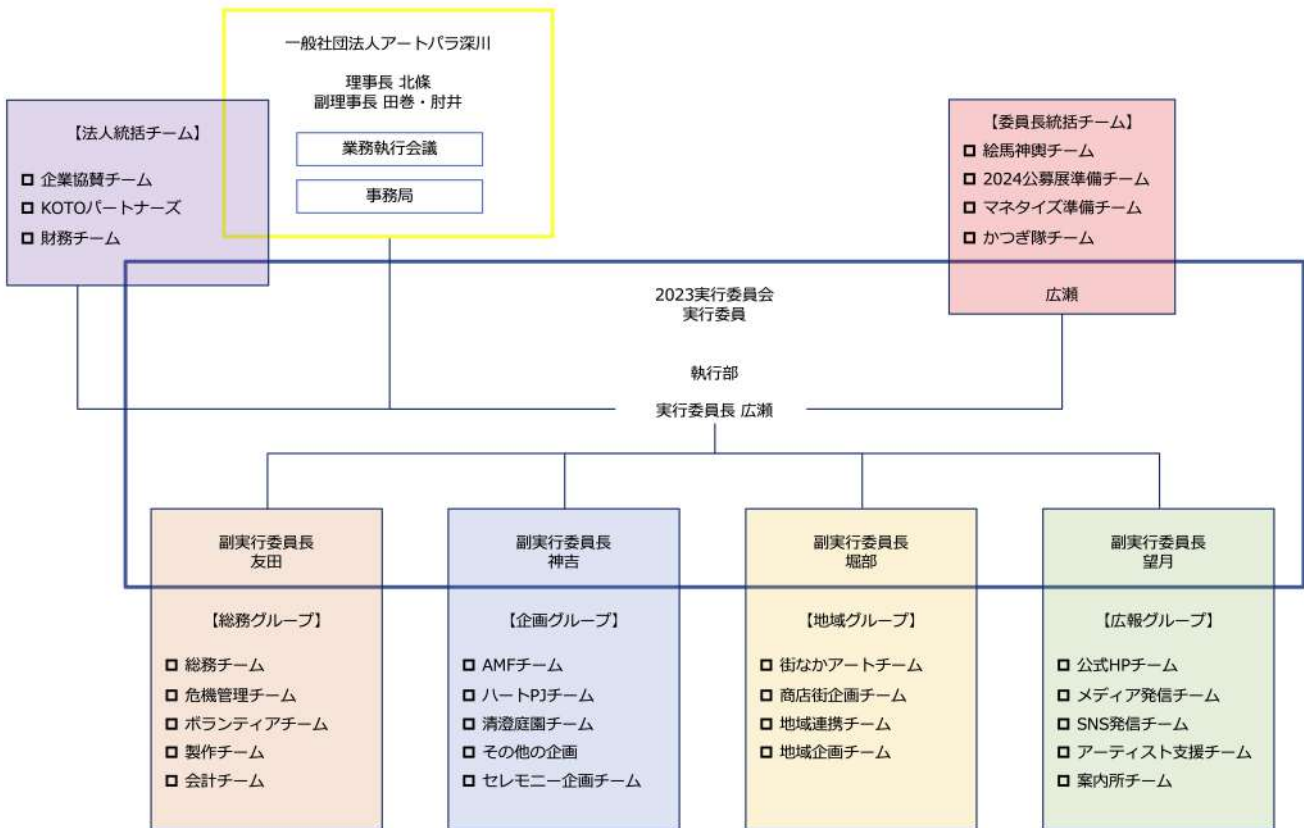 一般社団法人アートパラ深川
理事長 北條
副理事長 田巻・肘井
業務執行会議
事務局
【法人統括チーム】
企業協賛チーム
KOTOパートナーズ
財務チーム
【委員長統括チーム】
絵馬神輿チーム
2024公募展準備チーム
マネタイズ準備チーム
かつぎ隊チーム
広瀬
2023実行委員会
実行委員
執行部
実行委員長 広瀬
副実行委員長
友田
【総務グループ】
総務チーム
危機管理チーム
ボランティアチーム
製作チーム
会計チーム
副実行委員長
神吉
【企画グループ】
AMFチーム
ハートPJチーム
清澄庭園チーム
その他の企画
セレモニー企画チーム
副実行委員長
堀部
【地域グループ】
街なかアートチーム
商店街企画チーム
地域連携チーム
地域企画チーム
副実行委員長
望月
【広報グループ】
公式HPチーム
メディア発信チーム
SNS発信チーム
アーティスト支援チーム
案内所チーム